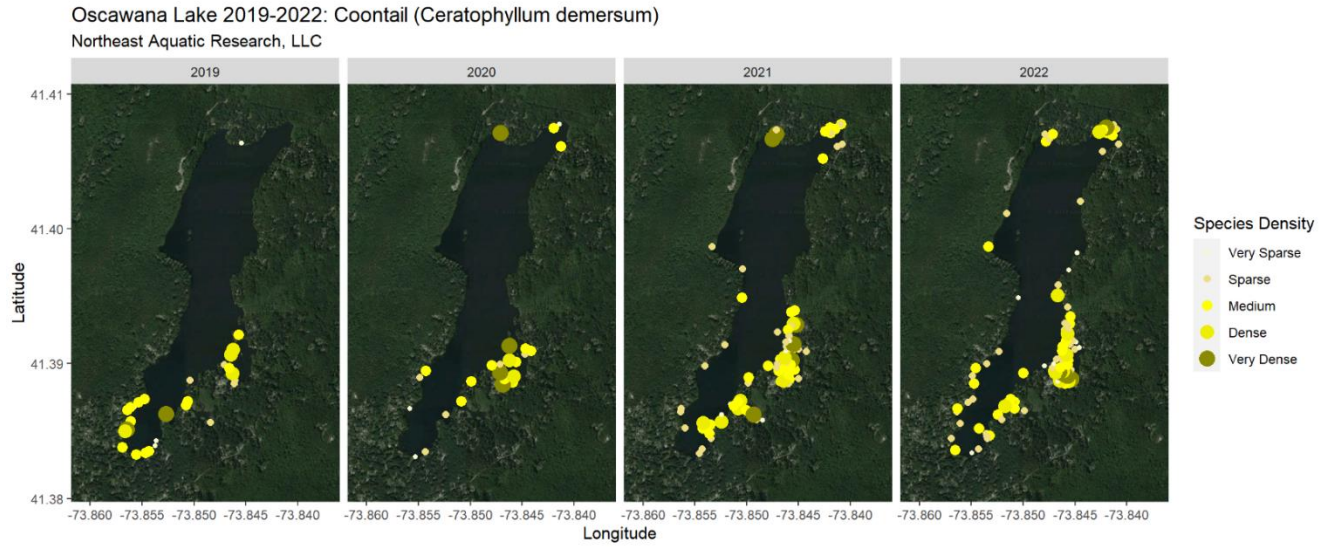 Oscawana Lake 2019-2022: Coontail (Ceratophyllum demersum)
Northeast Aquatic Research, LLC
2019 2020 2021 2022
41.41
41.40
41.39
41.38
Latitude
-73.860 -73.855 -73.850 -73.845 -73.840 -73.860 -73.855 -73.850 -73.845 -73.840 -73.860 -73.855 -73.850 -73.845 -73.840 -73.860 -73.855 -73.850 -73.845 -73.840
Longitude
Species Density
Very Sparse
Sparse
Medium
Dense
Very Dense